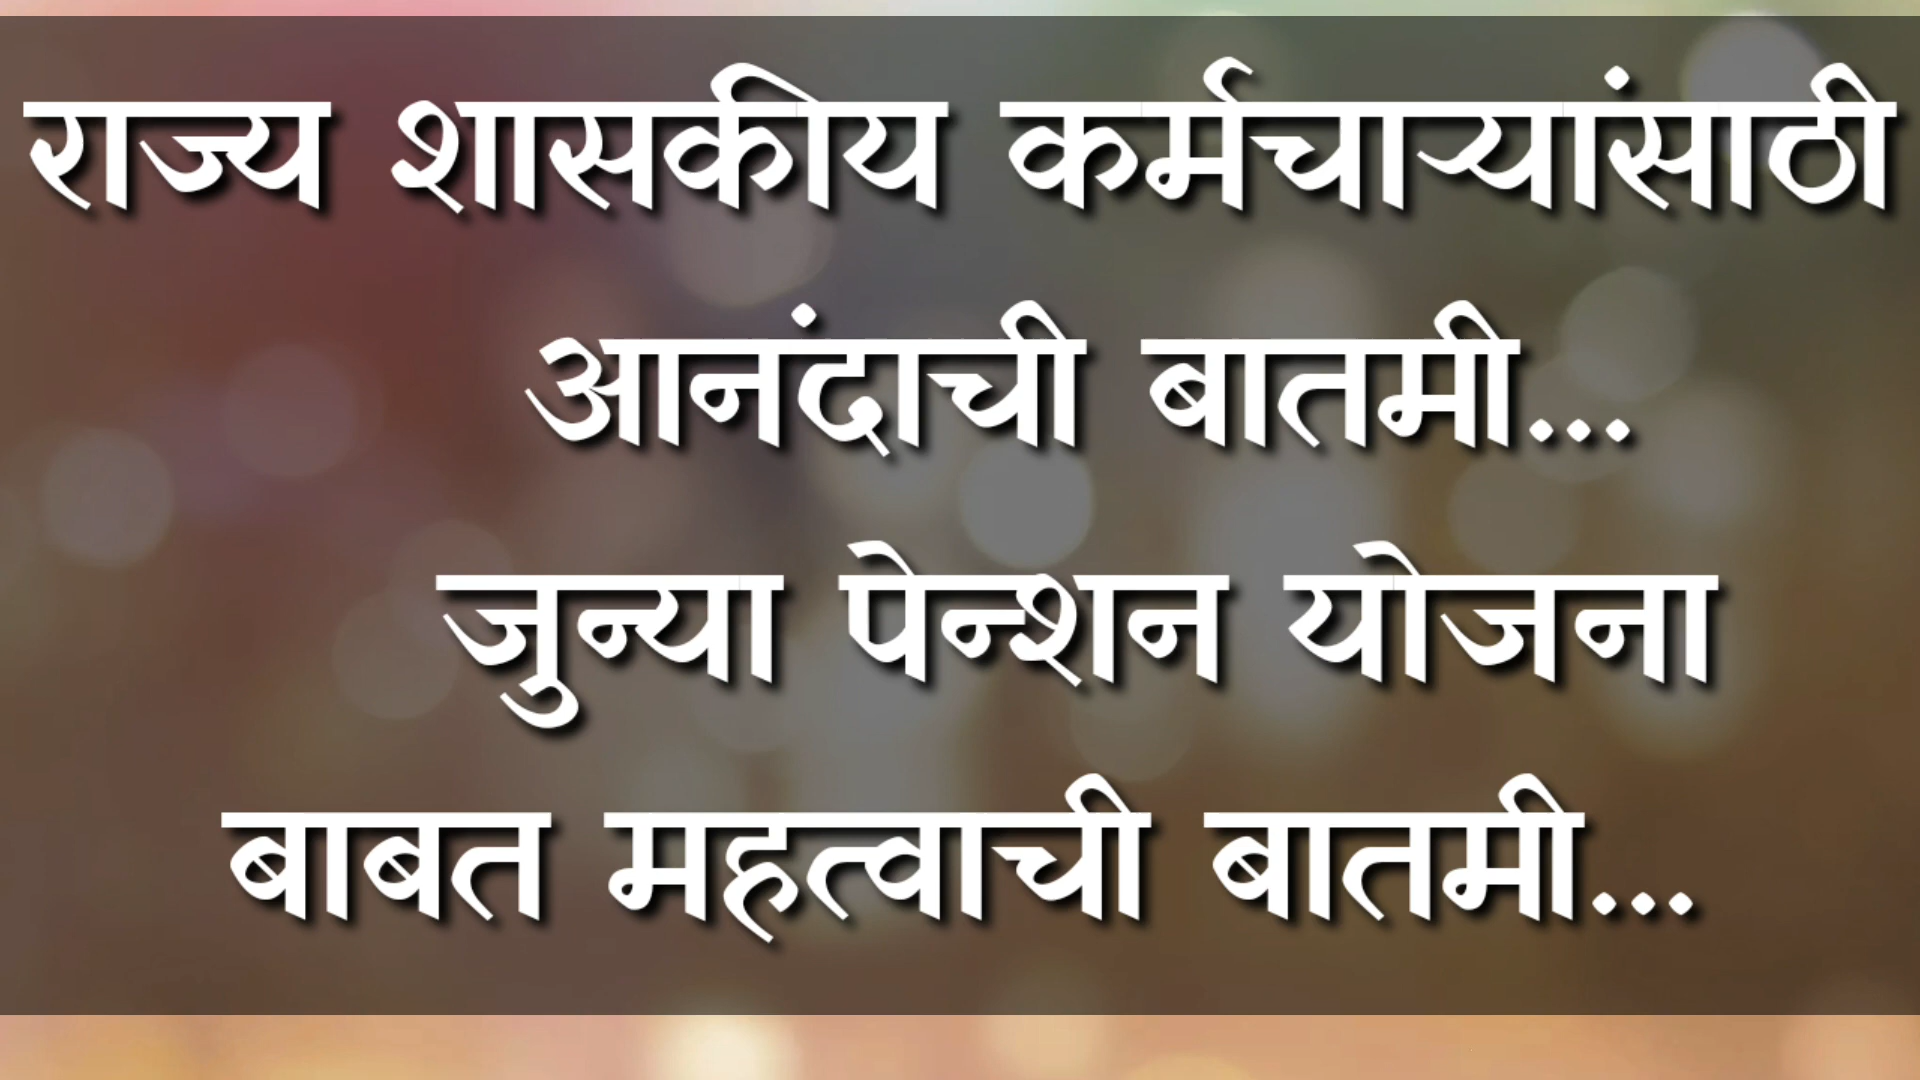 राज्य शासकीय कर्मचाऱ्यांसाठी
आनंदाची बातमी...
जुन्या पेन्शन योजना
बाबत महत्वाची बातमी...